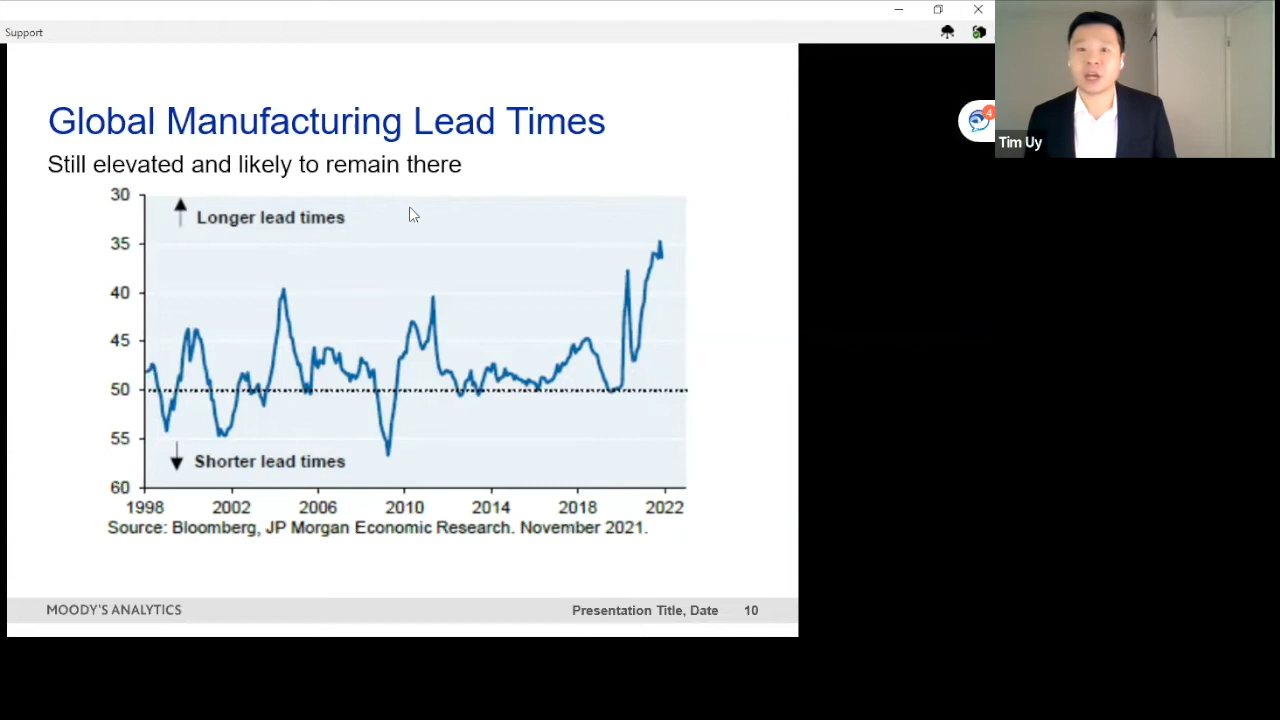 Support
4
Tim Uy
Global Manufacturing Lead Times
Still elevated and likely to remain there
30
Longer lead times
35
40
45
50
55
Shorter lead times
60
1998 2002 2006 2010 2014 2018 2022
Source: Bloomberg, JP Morgan Economic Research. November 2021.
MOODY'S ANALYTICS Presentation Title, Date 10